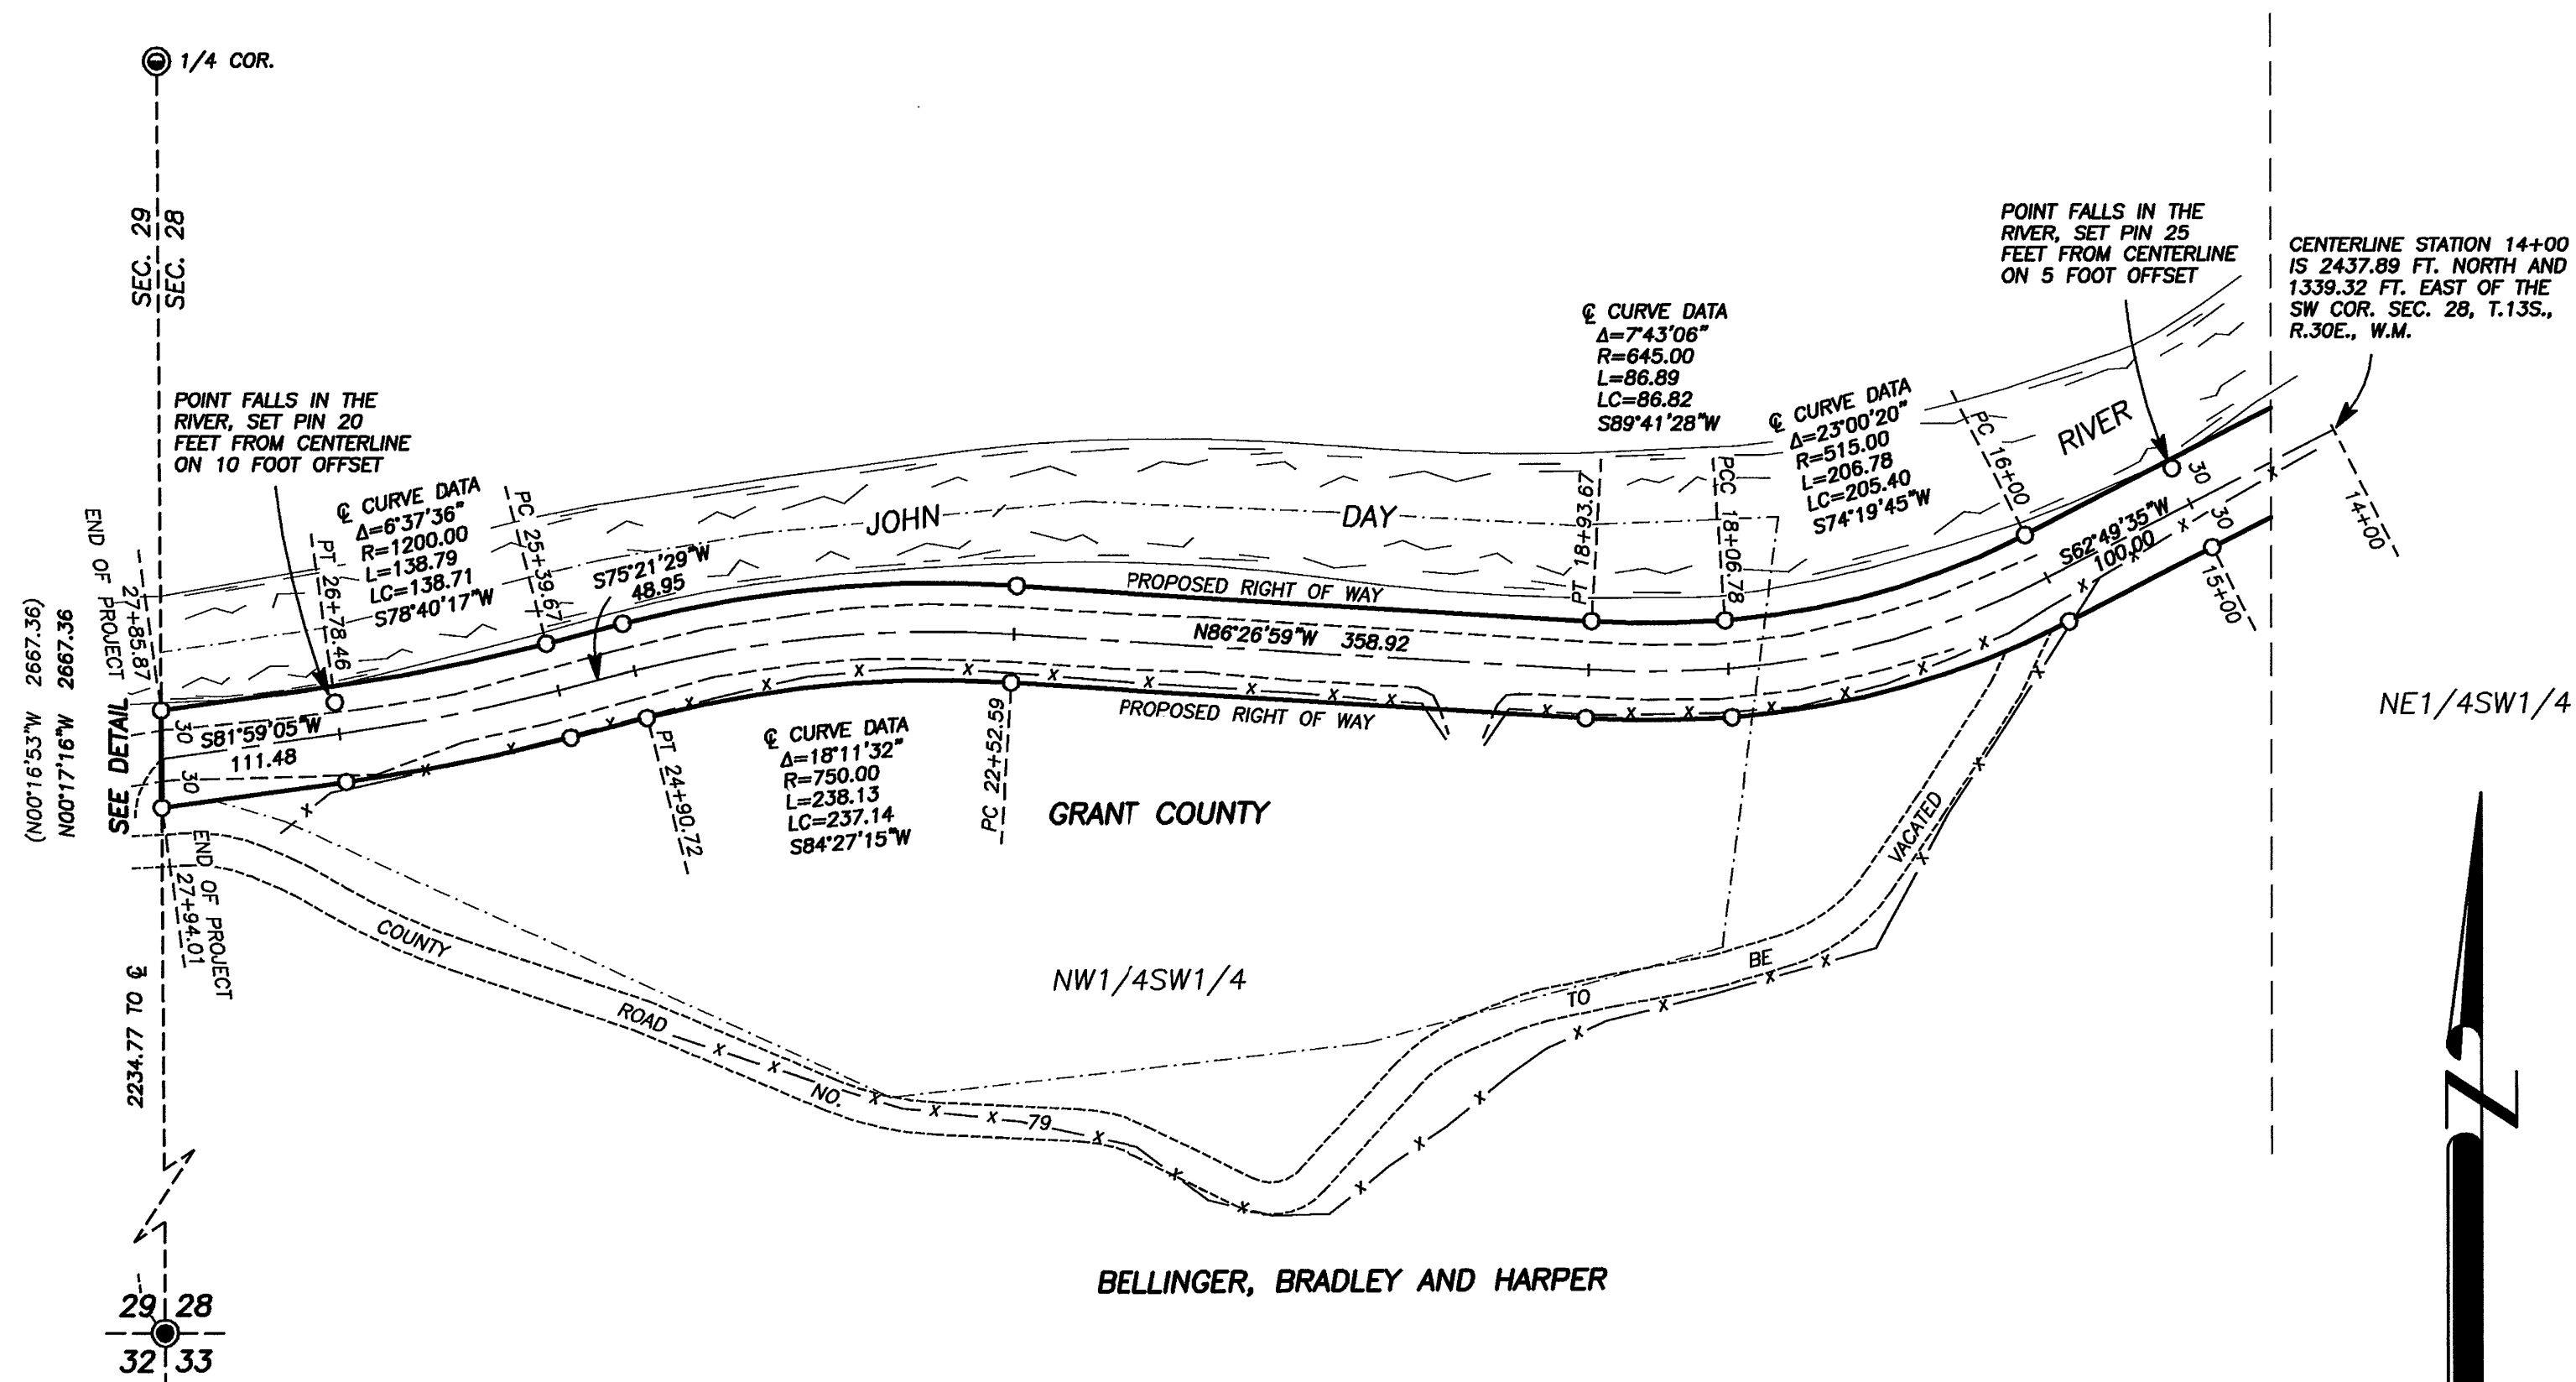 1/4 COR.
SEC. 29
SEC. 28
POINT FALLS IN THE
RIVER, SET PIN 20
FEET FROM CENTERLINE
ON 10 FOOT OFFSET
POINT FALLS IN THE
RIVER, SET PIN 25
FEET FROM CENTERLINE
ON 5 FOOT OFFSET
CENTERLINE STATION 14+00
IS 2437.89 FT. NORTH AND
1339.32 FT. EAST OF THE
SW COR. SEC. 28, T.13S.,
R.30E., W.M.
℄ CURVE DATA
Δ=7°43'06"
R=645.00
L=86.89
LC=86.82
S89°41'28"W
℄ CURVE DATA
Δ=23°00'20"
R=515.00
L=206.78
LC=205.40
S74°19'45"W
PC 16+00
RIVER
℄ CURVE DATA
Δ=6°37'36"
R=1200.00
L=138.79
LC=138.71
S78°40'17"W
PT 26+78.46
PC 25+39.67
S75°21'29"W
48.95
JOHN
DAY
PT 18+93.67
PCC 18+06.78
30
30
S62°49'35"W
100.00
14+00
15+00
END OF PROJECT
27+85.87
(N00°16'53"W 2667.36)
N00°17'16"W 2667.36
SEE DETAIL
30
30
S81°59'05"W
111.48
PROPOSED RIGHT OF WAY
N86°26'59"W 358.92
PROPOSED RIGHT OF WAY
NE1/4SW1/4
PT 24+90.72
℄ CURVE DATA
Δ=18°11'32"
R=750.00
L=238.13
LC=237.14
S84°27'15"W
PC 22+52.59
GRANT COUNTY
END OF PROJECT
27+94.01
2234.77 TO ℄
COUNTY
ROAD
NO.
79
TO
BE
VACATED
NW1/4SW1/4
Z
BELLINGER, BRADLEY AND HARPER
29 28
32 33